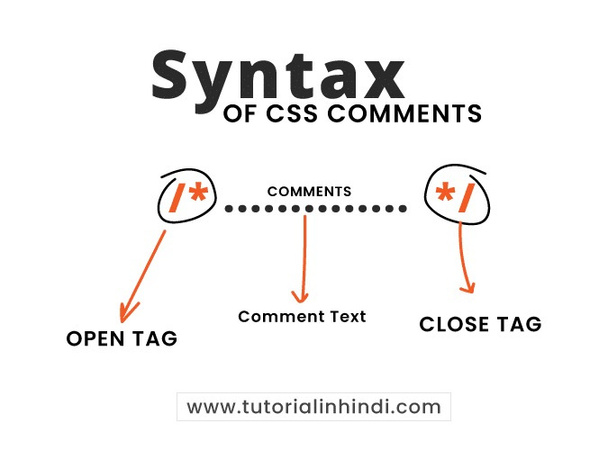 Syntax
OF CSS COMMENTS
COMMENTS
/* */
Comment Text
OPEN TAG
CLOSE TAG
www.tutorialinhindi.com